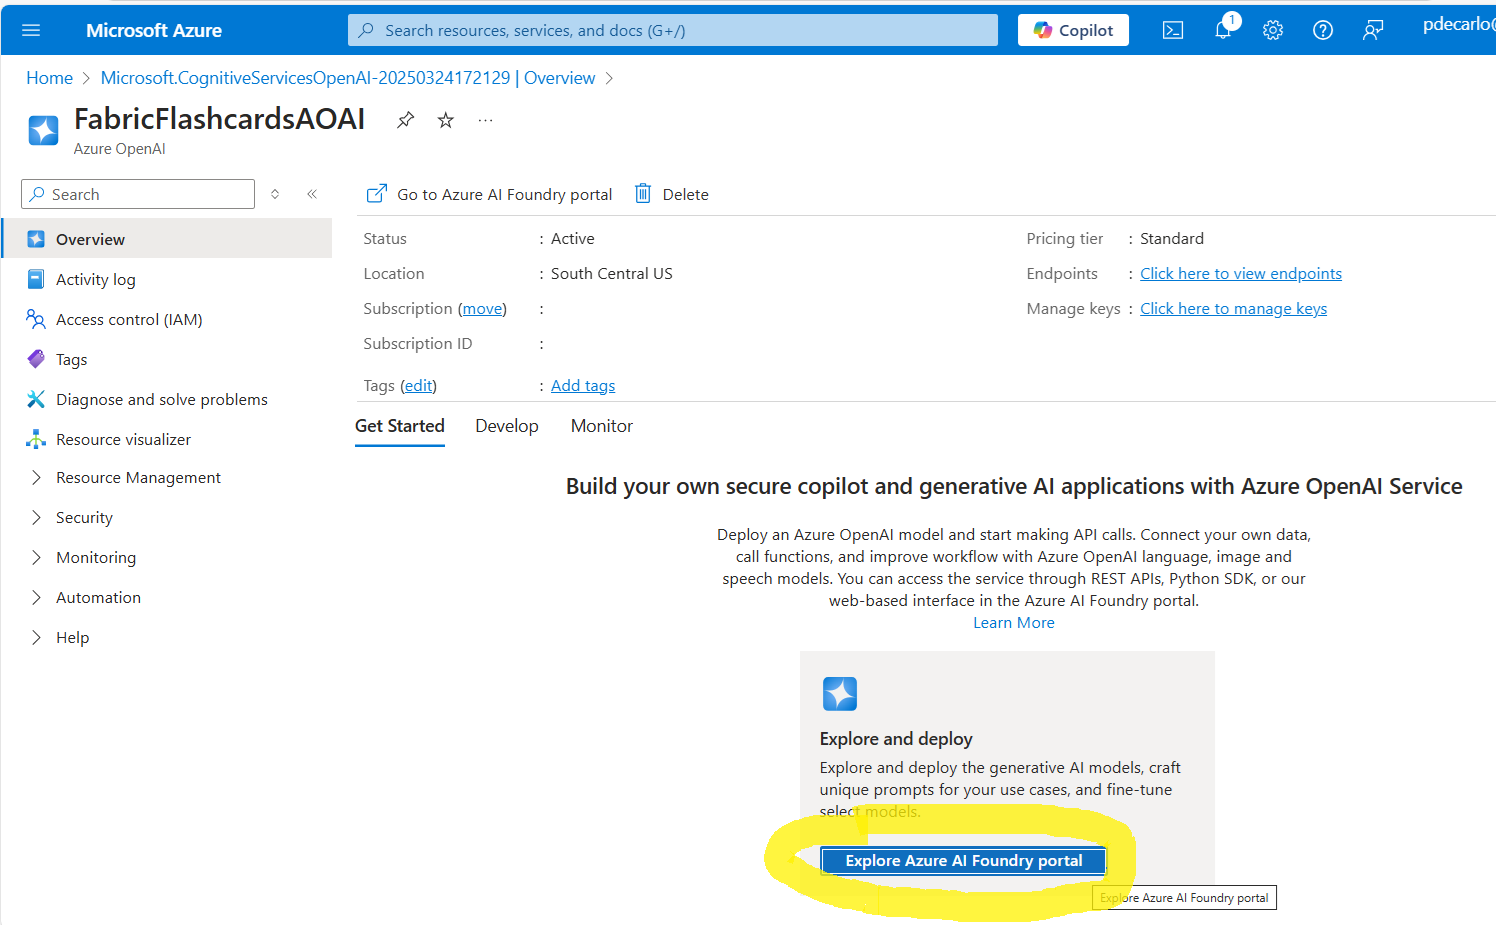 Microsoft Azure
Search resources, services, and docs (G+/)
Copilot
1
pdecarlo@
Home > Microsoft.CognitiveServicesOpenAI-20250324172129 | Overview >
FabricFlashcardsAOAI
...
Azure OpenAI
Search
«
Go to Azure AI Foundry portal
Delete
Overview
Activity log
Access control (IAM)
Tags
Diagnose and solve problems
Resource visualizer
Resource Management
Security
Monitoring
Automation
Help
Status : Active
Location : South Central US
Subscription (move) :
Subscription ID :
Tags (edit) : Add tags
Pricing tier : Standard
Endpoints : Click here to view endpoints
Manage keys : Click here to manage keys
Get Started Develop Monitor
Build your own secure copilot and generative AI applications with Azure OpenAI Service
Deploy an Azure OpenAI model and start making API calls. Connect your own data,
call functions, and improve workflow with Azure OpenAI language, image and
speech models. You can access the service through REST APIs, Python SDK, or our
web-based interface in the Azure AI Foundry portal.
Learn More
Explore and deploy
Explore and deploy the generative AI models, craft
unique prompts for your use cases, and fine-tune
select models.
Explore Azure AI Foundry portal
Explore Azure AI Foundry portal